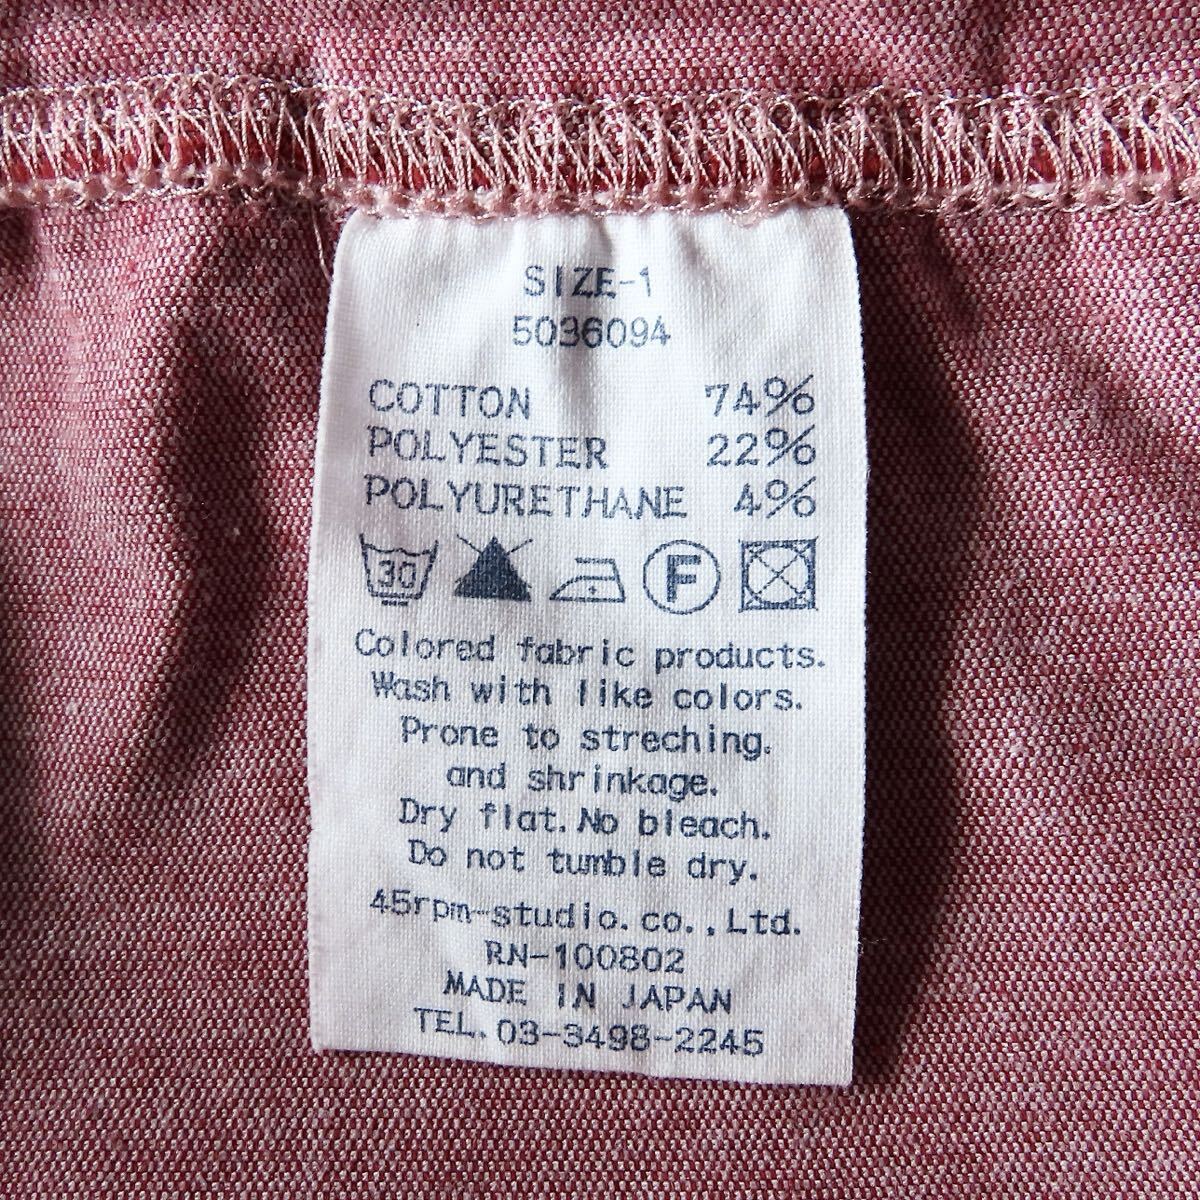 SIZE-1
5036094
COTTON 74%
POLYESTER 22%
POLYURETHANE 4%
30 F
Colored fabric products.
Wash with like colors.
Prone to streching.
and shrinkage.
Dry flat. No bleach.
Do not tumble dry.
45rpm-studio.co.,Ltd.
RN-100802
MADE IN JAPAN
TEL. 03-3498-2245